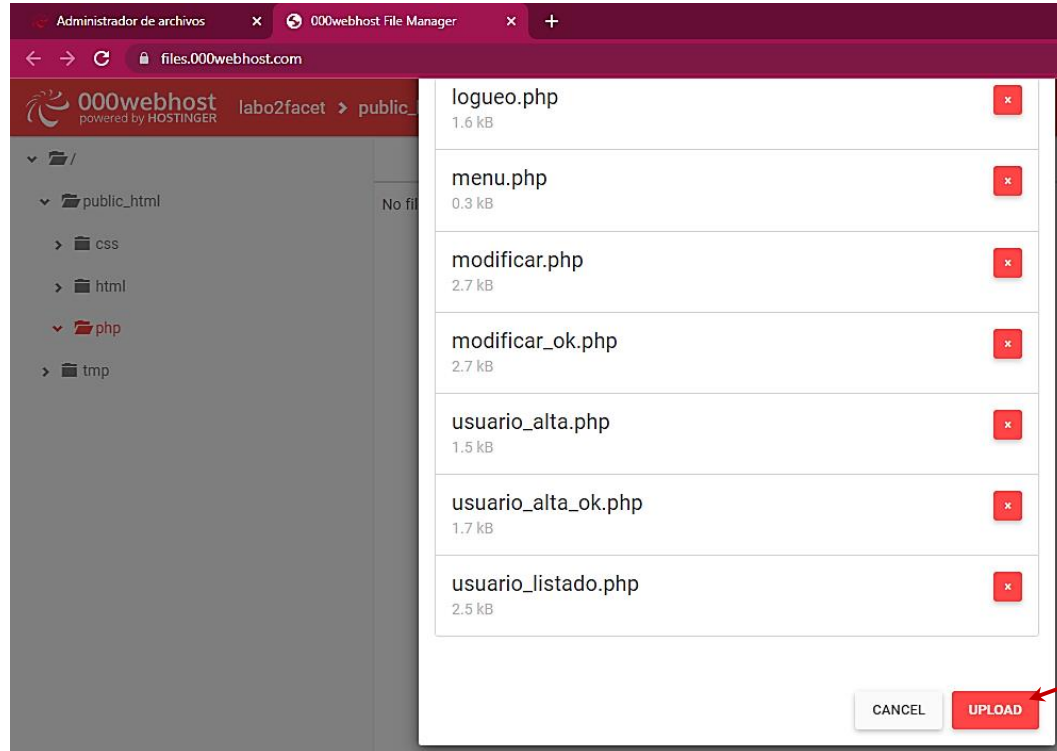 Administrador de archivos
000webhost File Manager
files.000webhost.com
000webhost
powered by HOSTINGER
labo2facet > public_
/
public_html
css
html
php
tmp
No fil
logueo.php
1.6 kB
menu.php
0.3 kB
modificar.php
2.7 kB
modificar_ok.php
2.7 kB
usuario_alta.php
1.5 kB
usuario_alta_ok.php
1.7 kB
usuario_listado.php
2.5 kB
CANCEL
UPLOAD